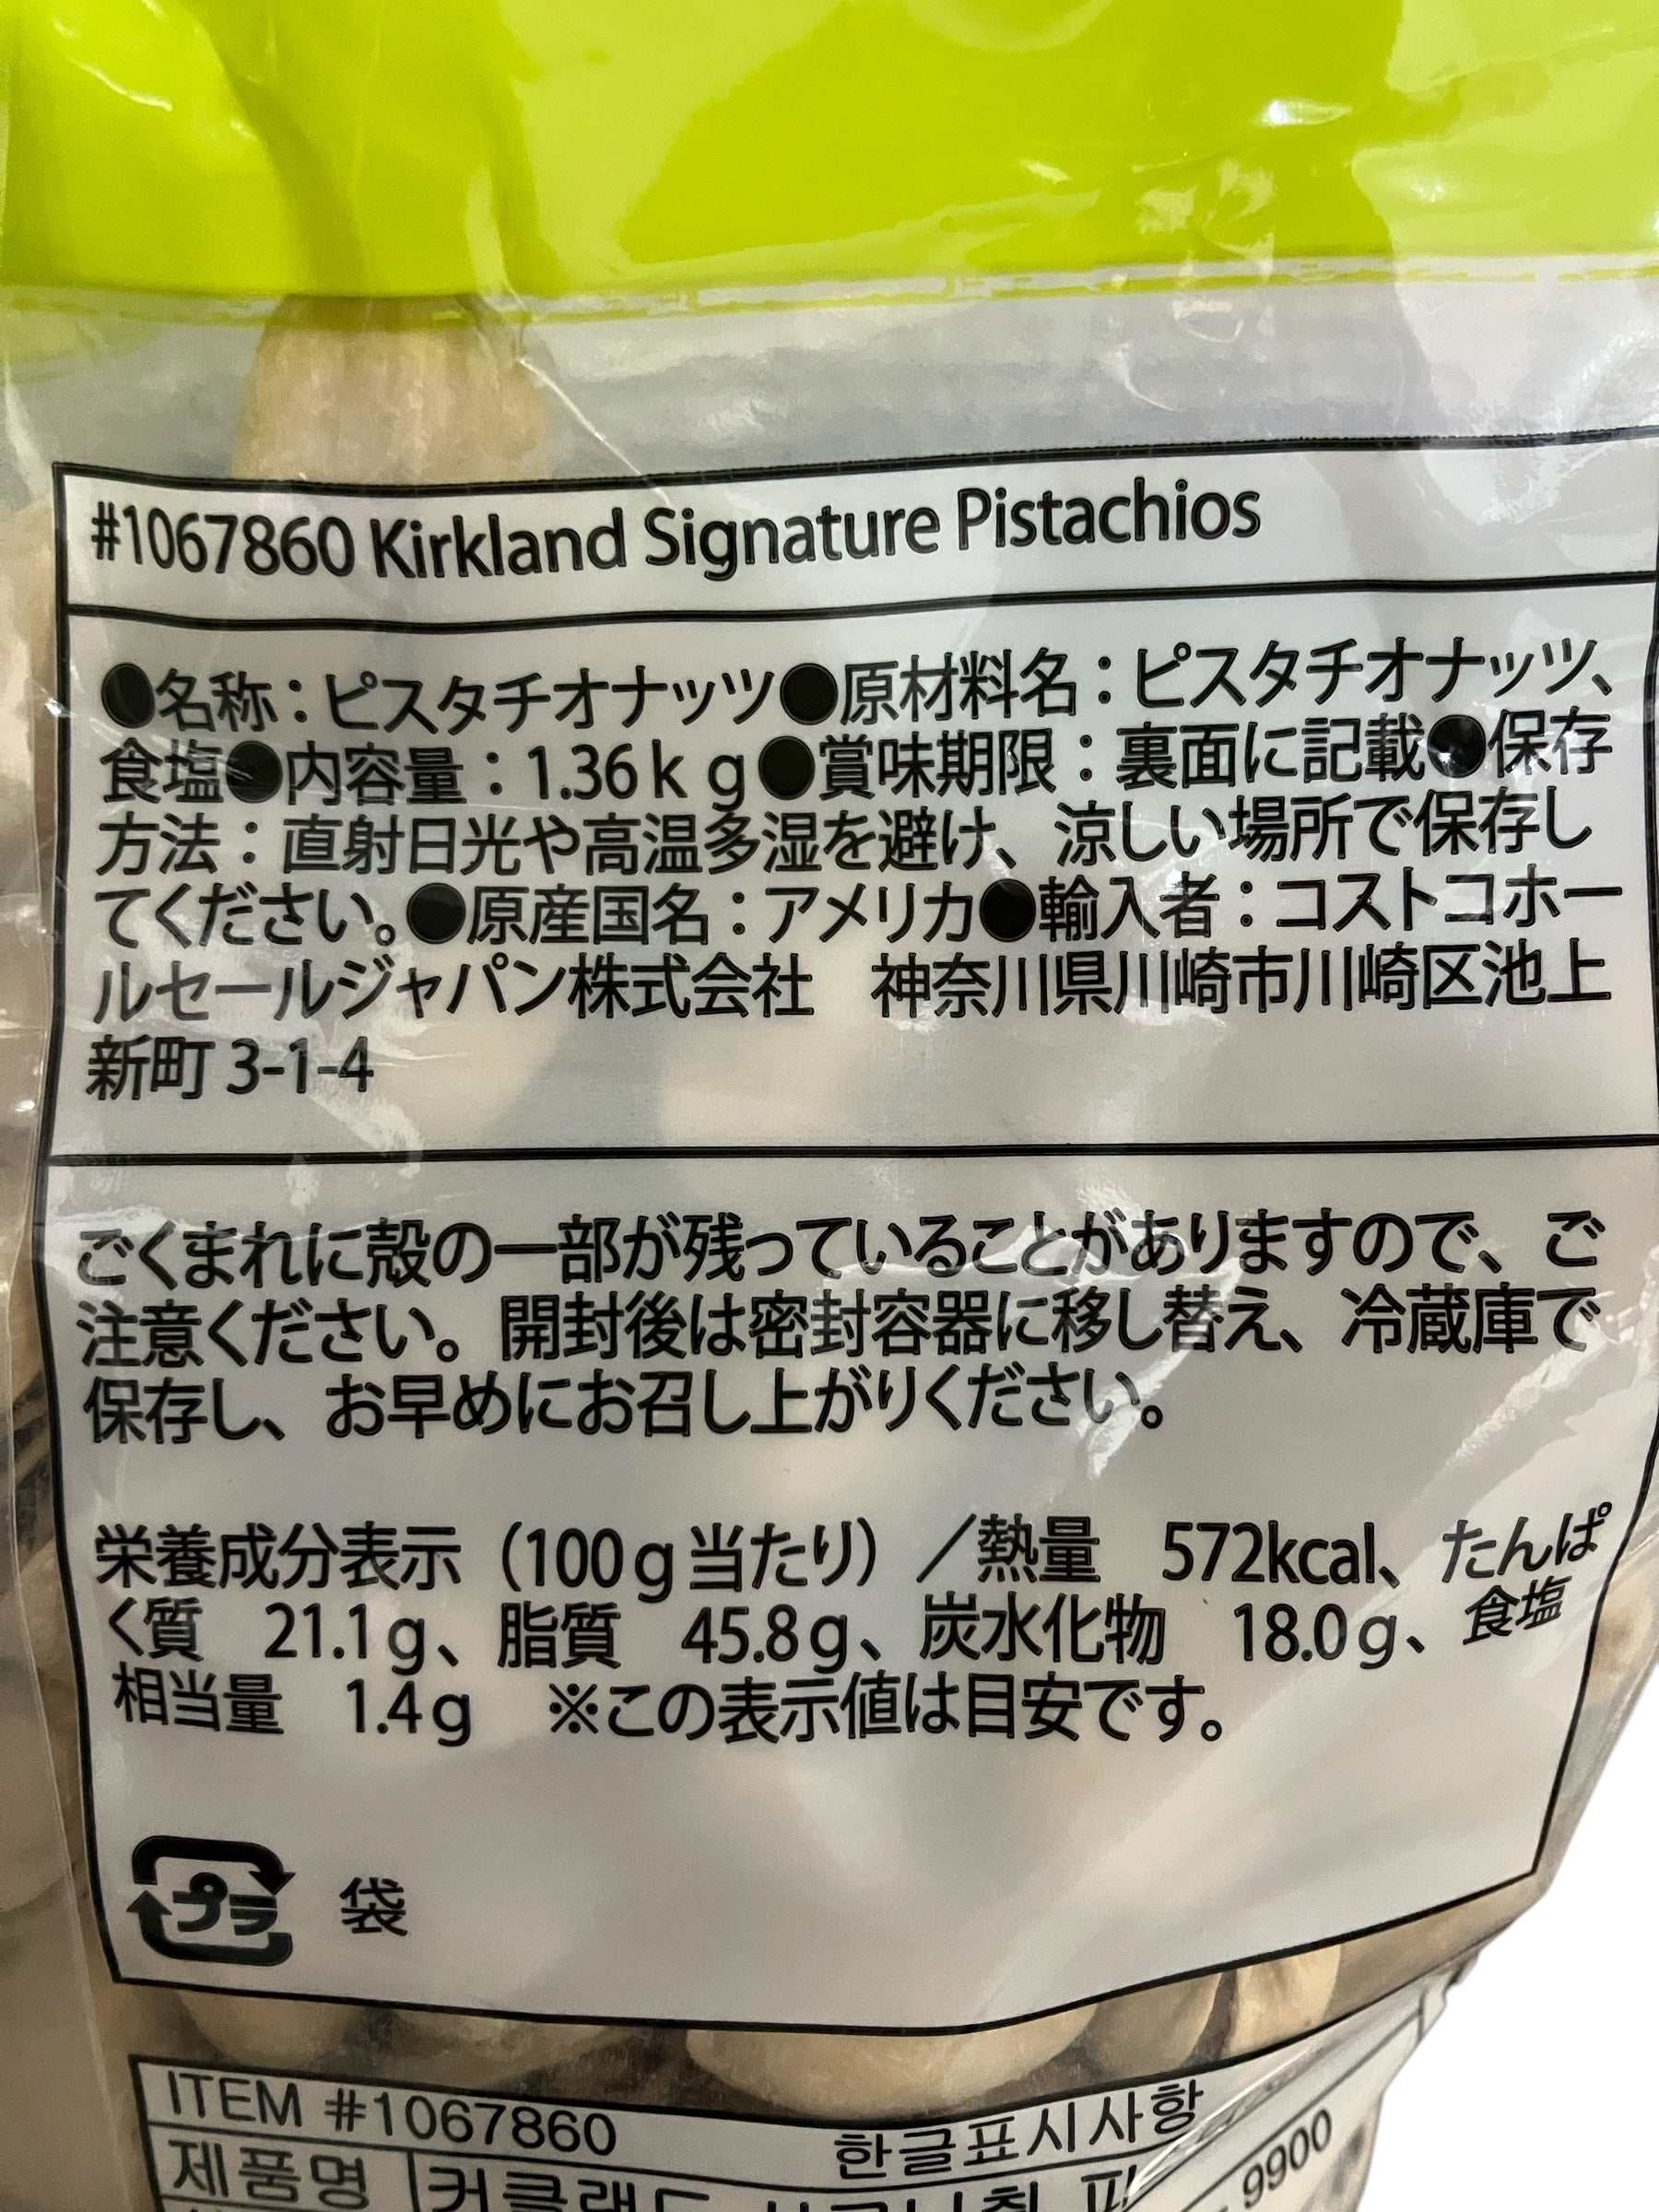 #1067860 Kirkland Signature Pistachios
●名称：ピスタチオナッツ●原材料名：ピスタチオナッツ、
食塩●内容量：1.36ｋｇ●賞味期限：裏面に記載●保存
方法：直射日光や高温多湿を避け、涼しい場所で保存し
てください。●原産国名：アメリカ●輸入者：コストコホー
ルセールジャパン株式会社　神奈川県川崎市川崎区池上
新町 3-1-4
ごくまれに殻の一部が残っていることがありますので、ご
注意ください。開封後は密封容器に移し替え、冷蔵庫で
保存し、お早めにお召し上がりください。
栄養成分表示（100ｇ当たり）／熱量　572kcal、たんぱ
く質　21.1ｇ、脂質　45.8ｇ、炭水化物　18.0ｇ、食塩
相当量　1.4ｇ　※この表示値は目安です。
プラ 袋
ITEM #1067860 한글표시사항
제품명 커클랜드
9900